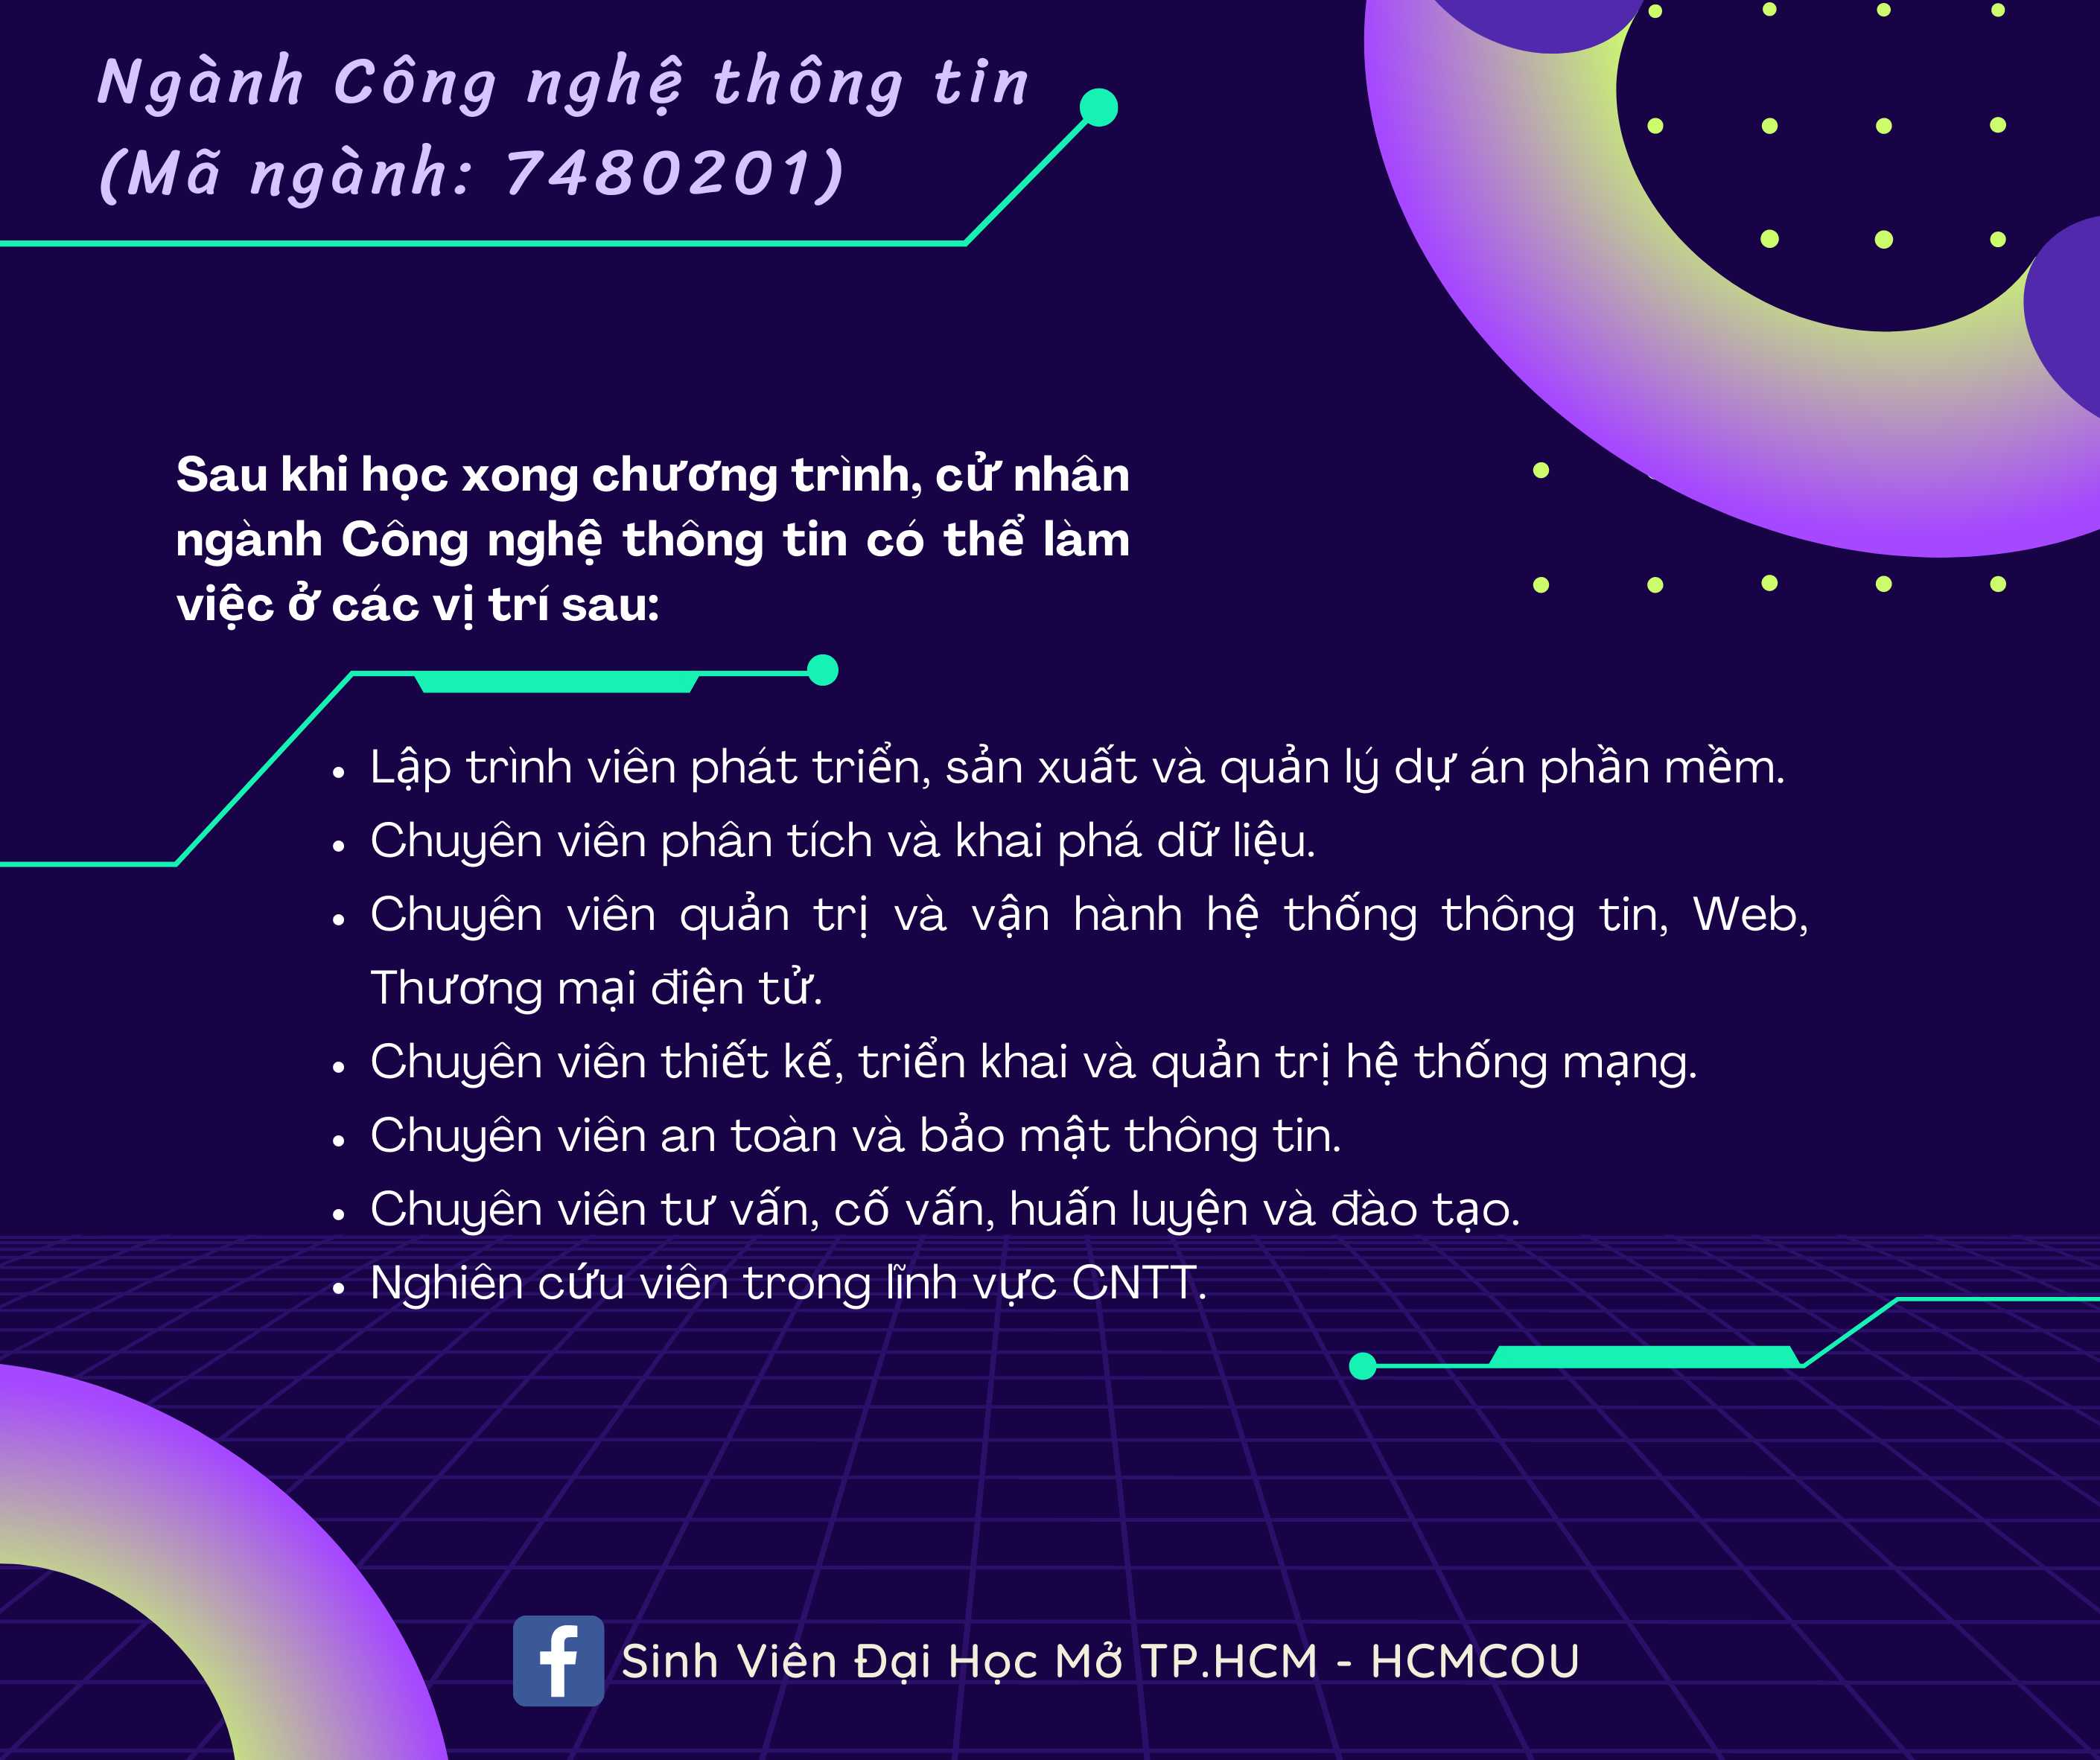 Ngành Công nghệ thông tin
(Mã ngành: 7480201)
Sau khi học xong chương trình, cử nhân
ngành Công nghệ thông tin có thể làm
việc ở các vị trí sau:
• Lập trình viên phát triển, sản xuất và quản lý dự án phần mềm.
• Chuyên viên phân tích và khai phá dữ liệu.
• Chuyên viên quản trị và vận hành hệ thống thông tin, Web,
Thương mại điện tử.
• Chuyên viên thiết kế, triển khai và quản trị hệ thống mạng.
• Chuyên viên an toàn và bảo mật thông tin.
• Chuyên viên tư vấn, cố vấn, huấn luyện và đào tạo.
• Nghiên cứu viên trong lĩnh vực CNTT.
Sinh Viên Đại Học Mở TP.HCM - HCMCOU